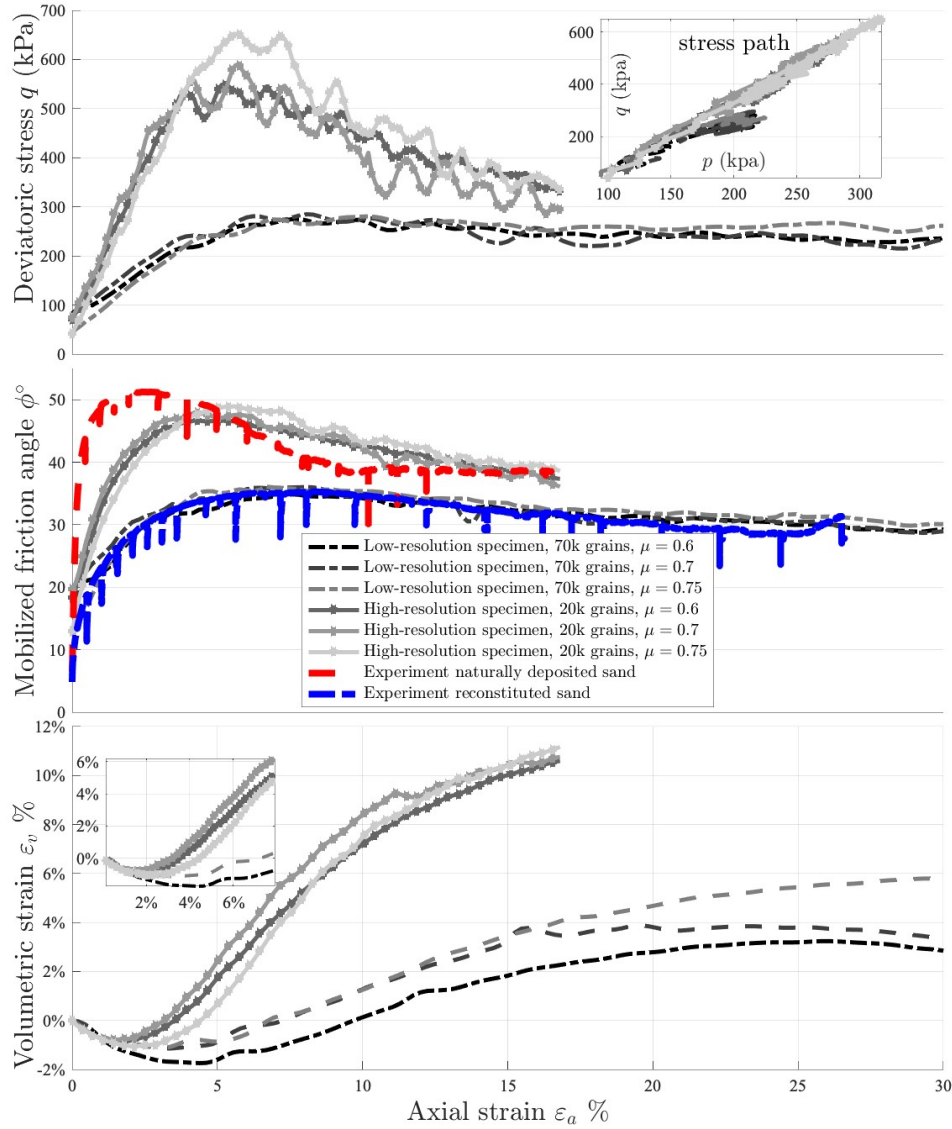 700
600
500
400
300
200
100
0
Deviatoric stress q (kPa)
600
400
200
q (kpa)
stress path
p (kpa)
100 150 200 250 300
50
40
30
20
10
0
Mobilized friction angle ϕ°
Low-resolution specimen, 70k grains, μ = 0.6
Low-resolution specimen, 70k grains, μ = 0.7
Low-resolution specimen, 70k grains, μ = 0.75
High-resolution specimen, 20k grains, μ = 0.6
High-resolution specimen, 20k grains, μ = 0.7
High-resolution specimen, 20k grains, μ = 0.75
Experiment naturally deposited sand
Experiment reconstituted sand
12%
10%
8%
6%
4%
2%
0%
-2%
Volumetric strain εv %
6%
4%
2%
0%
2% 4% 6%
0 5 10 15 20 25 30
Axial strain εa %